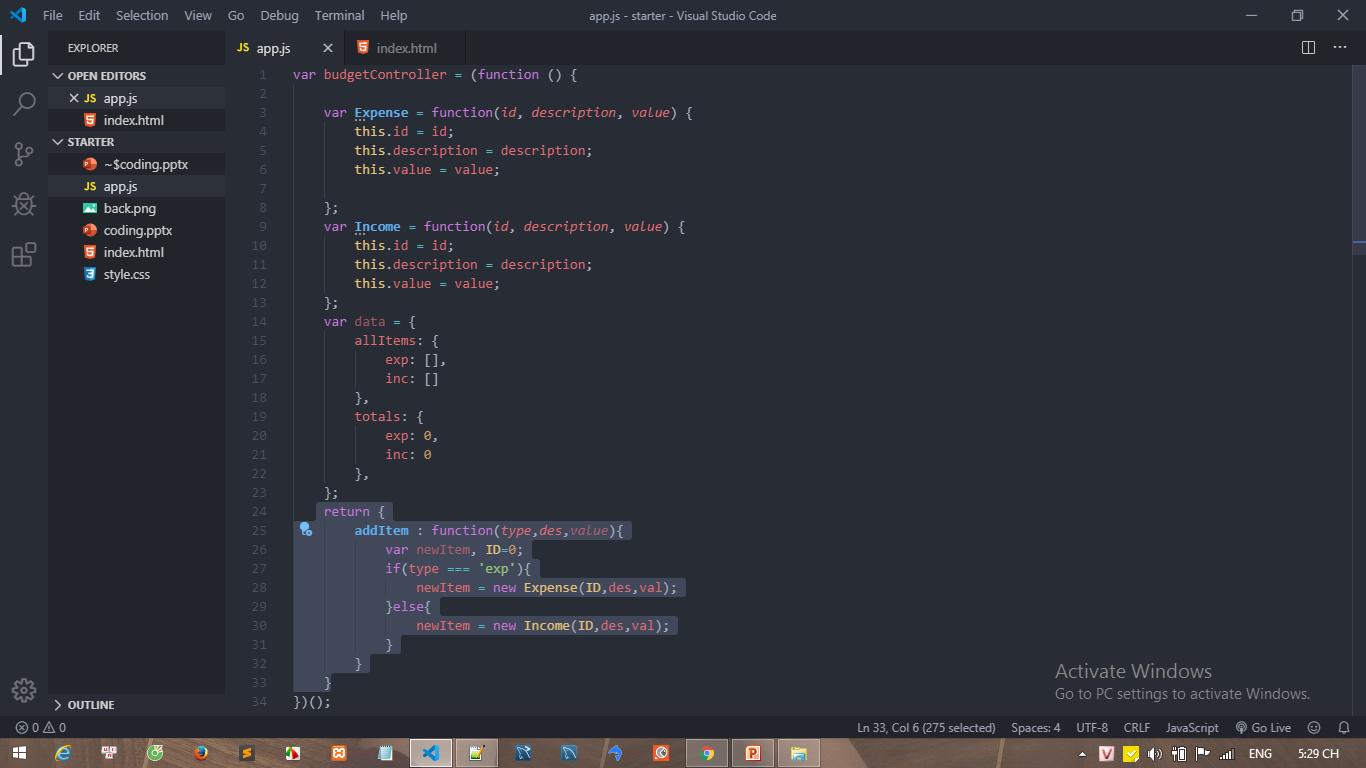 File Edit Selection View Go Debug Terminal Help
app.js - starter - Visual Studio Code
EXPLORER
OPEN EDITORS
JS app.js
index.html
STARTER
~$coding.pptx
JS app.js
back.png
coding.pptx
index.html
style.css
OUTLINE
JS app.js
index.html
1 var budgetController = (function () {
2
3 var Expense = function(id, description, value) {
4 this.id = id;
5 this.description = description;
6 this.value = value;
7
8 };
9 var Income = function(id, description, value) {
10 this.id = id;
11 this.description = description;
12 this.value = value;
13 };
14 var data = {
15 allItems: {
16 exp: [],
17 inc: []
18 },
19 totals: {
20 exp: 0,
21 inc: 0
22 },
23 };
24 return {
25 addItem : function(type,des,value){
26 var newItem, ID=0;
27 if(type === 'exp'){
28 newItem = new Expense(ID,des,val);
29 }else{
30 newItem = new Income(ID,des,val);
31 }
32 }
33 }
34 })();
Activate Windows
Go to PC settings to activate Windows.
0 0
Ln 33, Col 6 (275 selected) Spaces: 4 UTF-8 CRLF JavaScript Go Live
ENG 5:29 CH